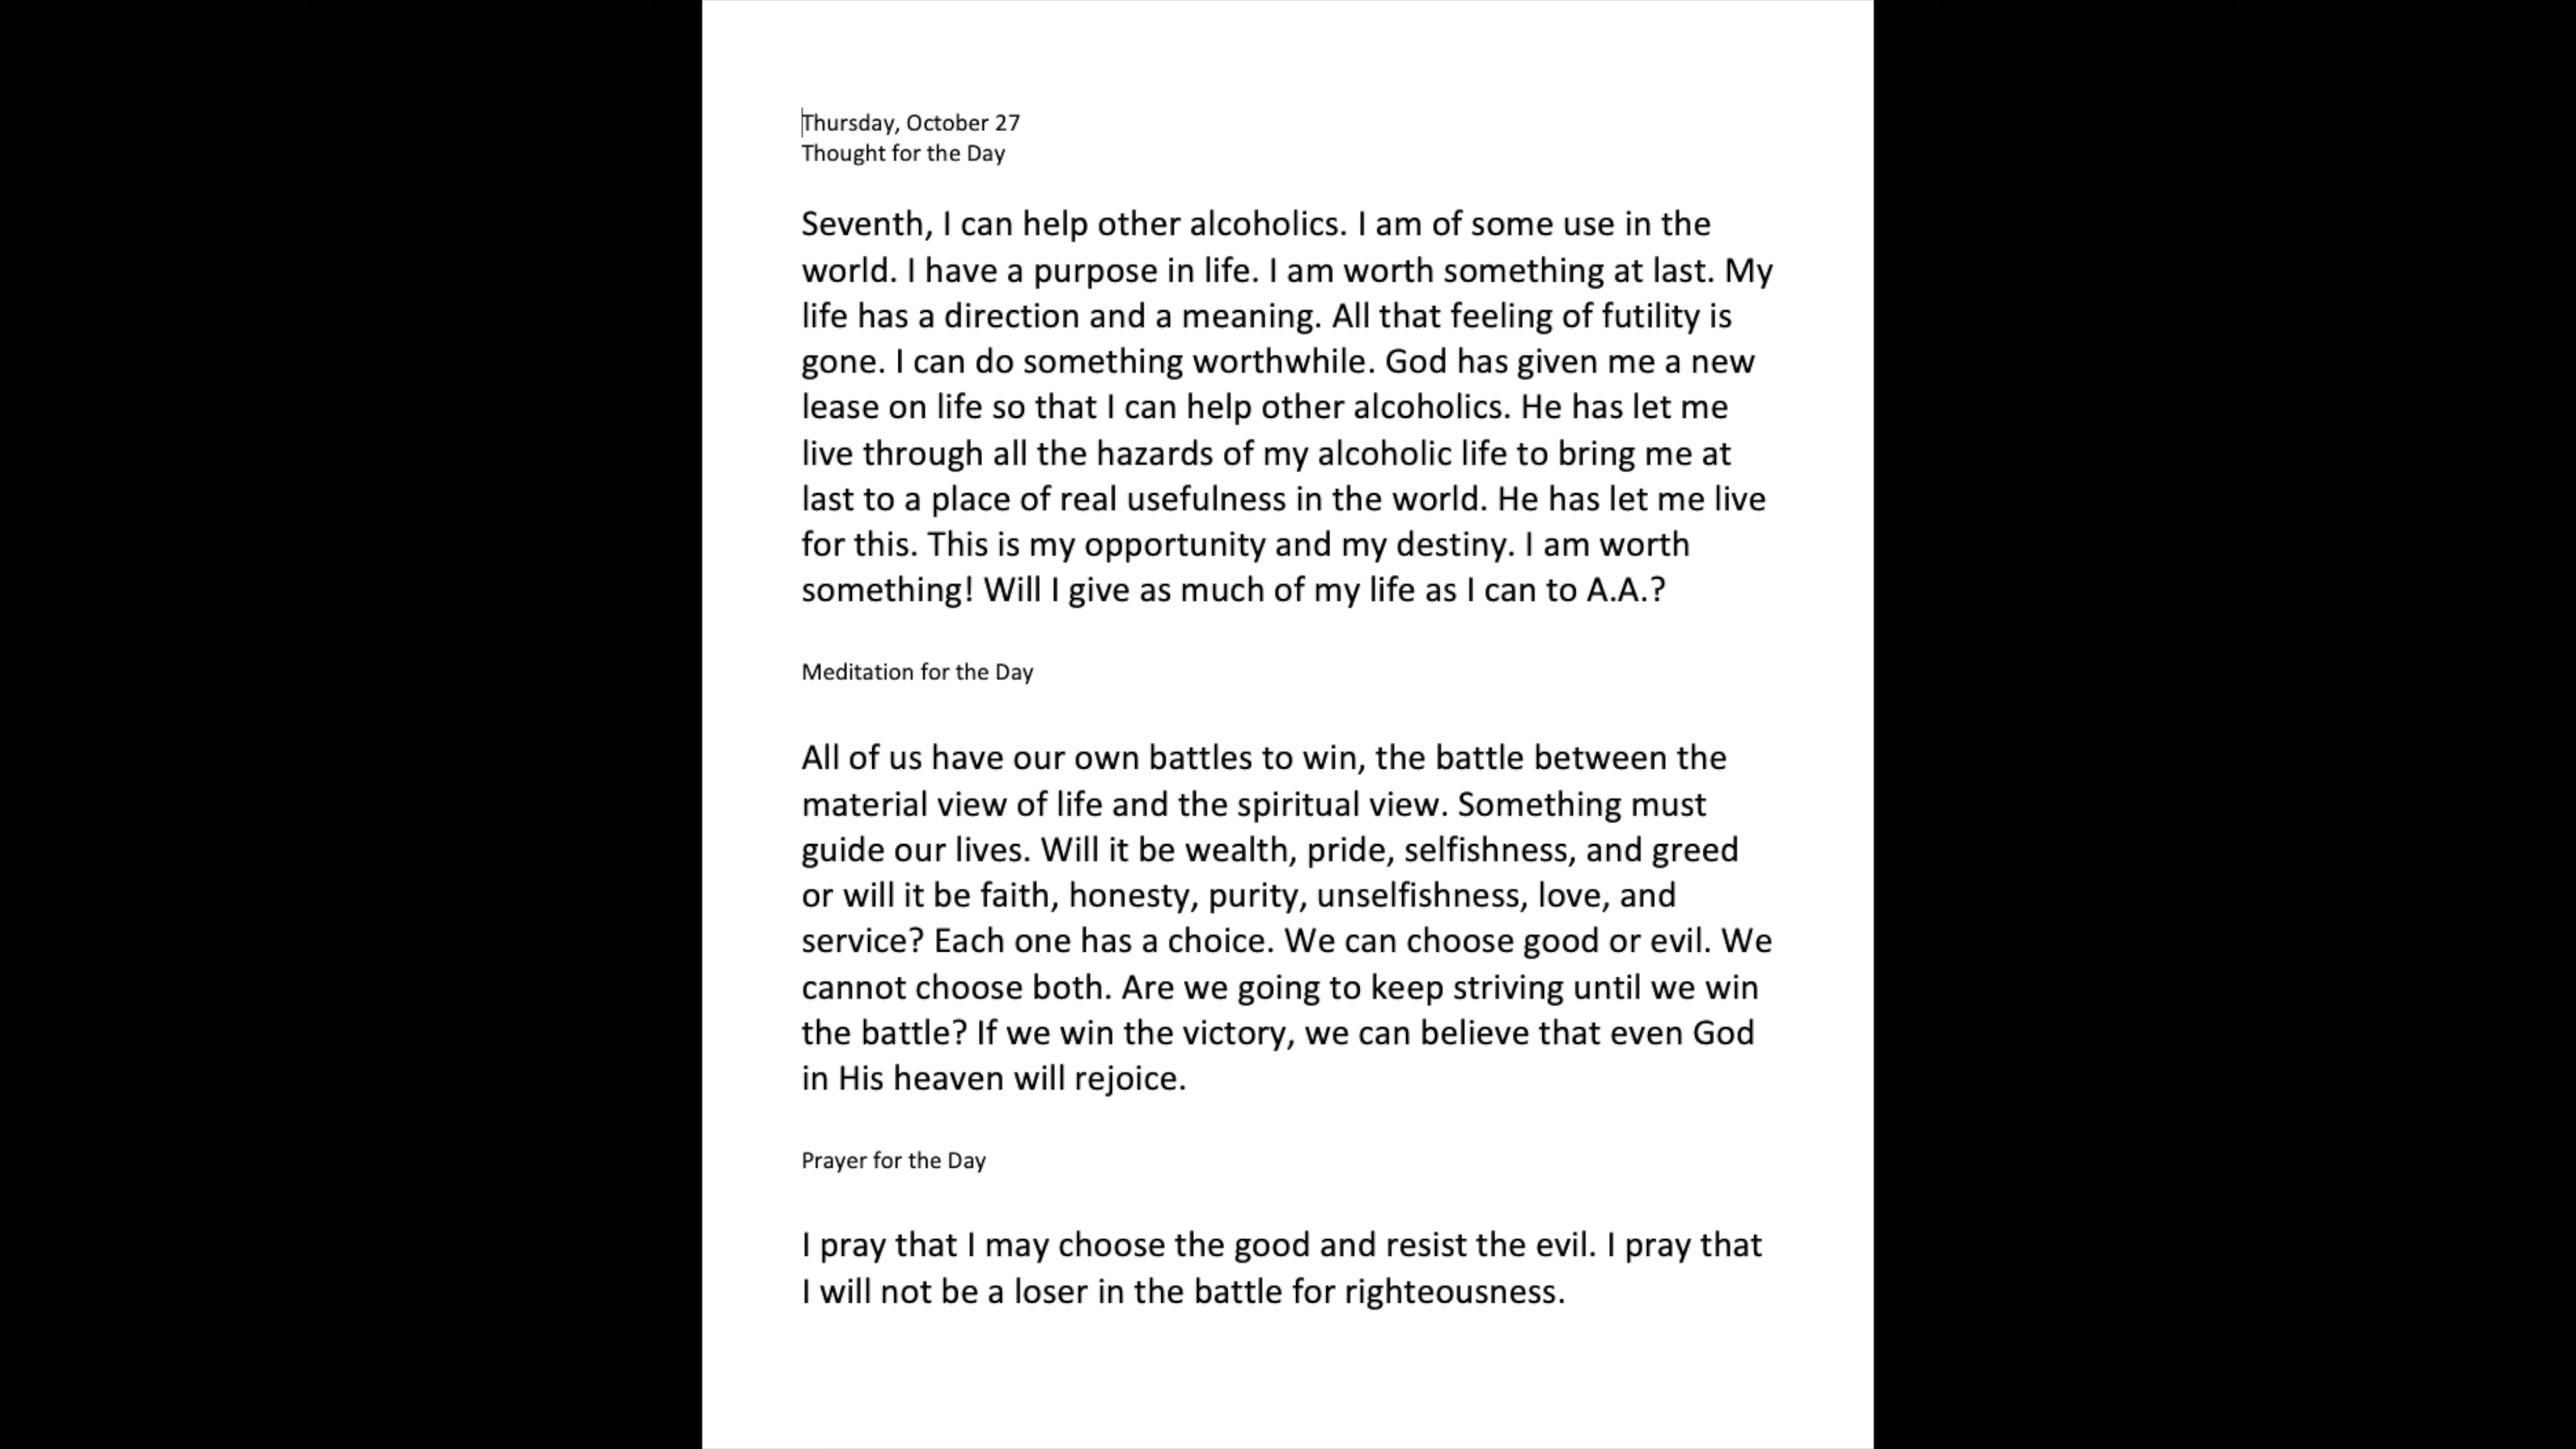 Thursday, October 27
Thought for the Day
Seventh, I can help other alcoholics. I am of some use in the
world. I have a purpose in life. I am worth something at last. My
life has a direction and a meaning. All that feeling of futility is
gone. I can do something worthwhile. God has given me a new
lease on life so that I can help other alcoholics. He has let me
live through all the hazards of my alcoholic life to bring me at
last to a place of real usefulness in the world. He has let me live
for this. This is my opportunity and my destiny. I am worth
something! Will I give as much of my life as I can to A.A.?
Meditation for the Day
All of us have our own battles to win, the battle between the
material view of life and the spiritual view. Something must
guide our lives. Will it be wealth, pride, selfishness, and greed
or will it be faith, honesty, purity, unselfishness, love, and
service? Each one has a choice. We can choose good or evil. We
cannot choose both. Are we going to keep striving until we win
the battle? If we win the victory, we can believe that even God
in His heaven will rejoice.
Prayer for the Day
I pray that I may choose the good and resist the evil. I pray that
I will not be a loser in the battle for righteousness.